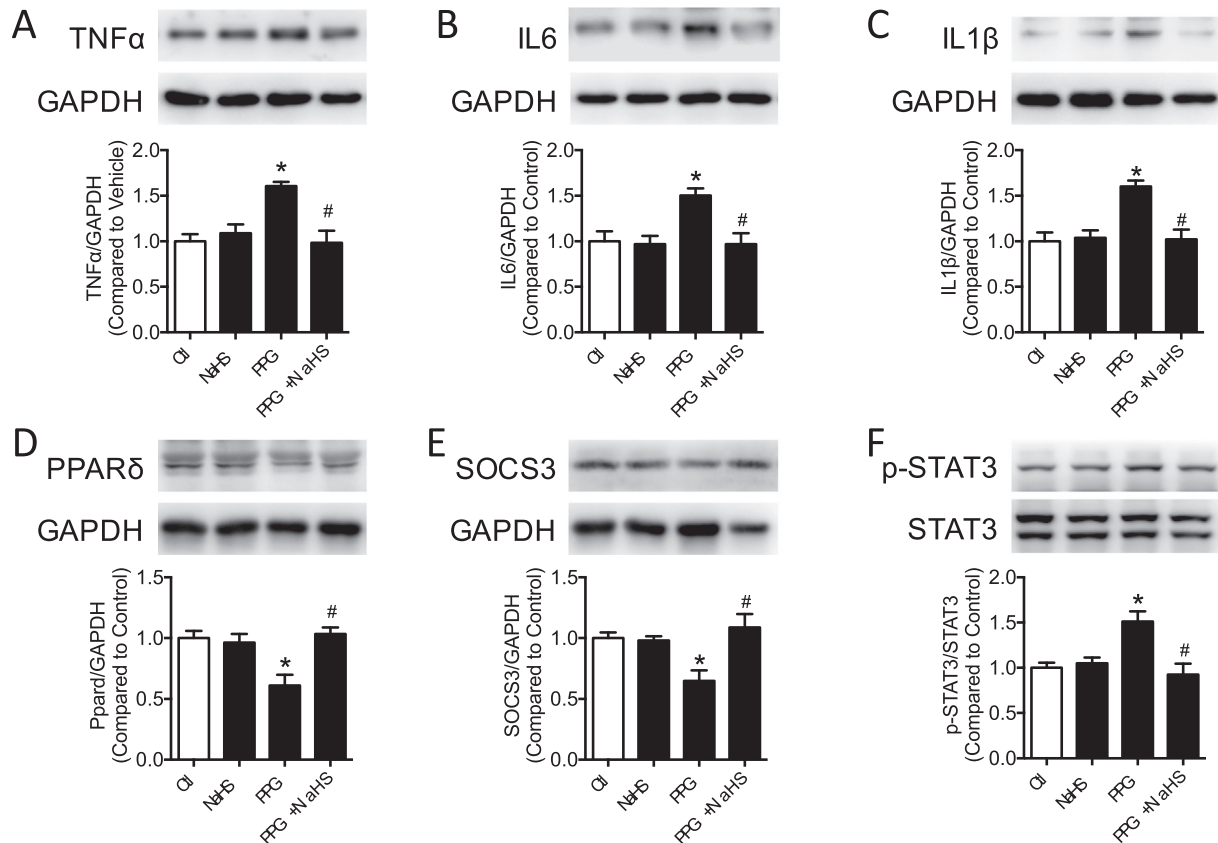 A
TNFα
GAPDH
TNFα/GAPDH
(Compared to Vehicle)
2.0
1.5
1.0
0.5
0.0
*
#
Ctl
NaHS
PPG
PPG +NaHS
B
IL6
GAPDH
IL6/GAPDH
(Compared to Control)
2.0
1.5
1.0
0.5
0.0
*
#
Ctl
NaHS
PPG
PPG +NaHS
C
IL1β
GAPDH
IL1β/GAPDH
(Compared to Control)
2.0
1.5
1.0
0.5
0.0
*
#
Ctl
NaHS
PPG
PPG +NaHS
D
PPARδ
GAPDH
Ppard/GAPDH
(Compared to Control)
1.5
1.0
0.5
0.0
*
#
Ctl
NaHS
PPG
PPG +NaHS
E
SOCS3
GAPDH
SOCS3/GAPDH
(Compared to Control)
1.5
1.0
0.5
0.0
*
#
Ctl
NaHS
PPG
PPG +NaHS
F
p-STAT3
STAT3
p-STAT3/STAT3
(Compared to Control)
2.0
1.5
1.0
0.5
0.0
*
#
Ctl
NaHS
PPG
PPG +NaHS